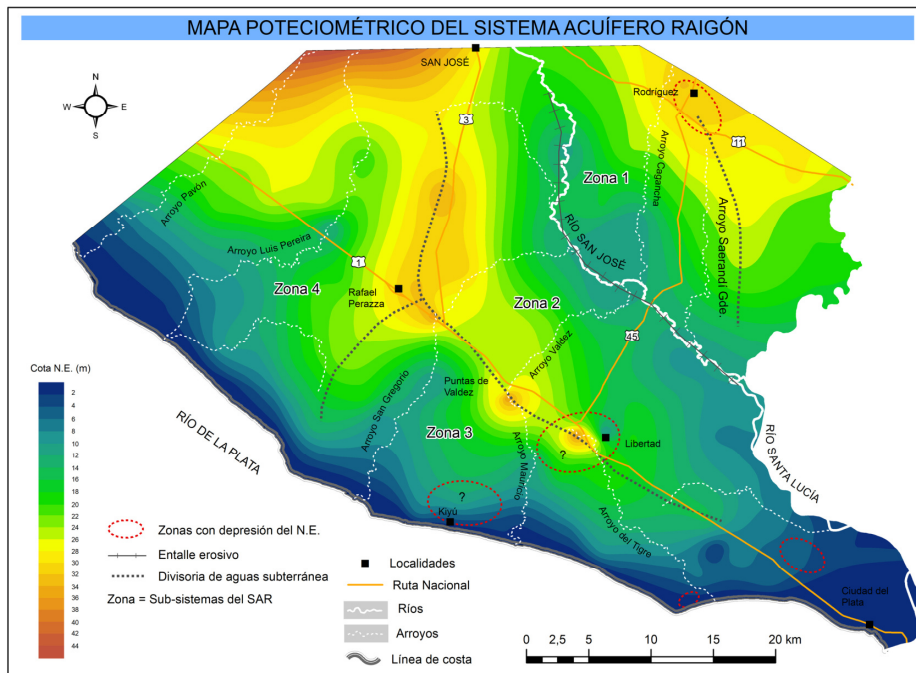 MAPA POTECIOMÉTRICO DEL SISTEMA ACUÍFERO RAIGÓN
N
W
E
S
SAN JOSÉ
Rodríguez
3
11
Zona 1
Arroyo Cagancha
Arroyo Pavón
Arroyo Saerandí Gde.
RÍO SAN JOSÉ
Arroyo Luis Pereira
1
Zona 4
Rafael
Perazza
Zona 2
45
Arroyo Valdez
Puntas de
Valdez
Arroyo San Gregorio
Zona 3
Libertad
?
Arroyo Mauricio
RÍO DE LA PLATA
RÍO SANTA LUCÍA
?
Kiyú
Arroyo del Tigre
Ciudad del
Plata
Cota N.E. (m)
2
4
6
8
10
12
14
16
18
20
22
24
26
28
30
32
34
36
38
40
42
44
Zonas con depresión del N.E.
Entalle erosivo
Divisoria de aguas subterránea
Zona = Sub-sistemas del SAR
Localidades
Ruta Nacional
Ríos
Arroyos
Línea de costa
0 2,5 5 10 15 20 km